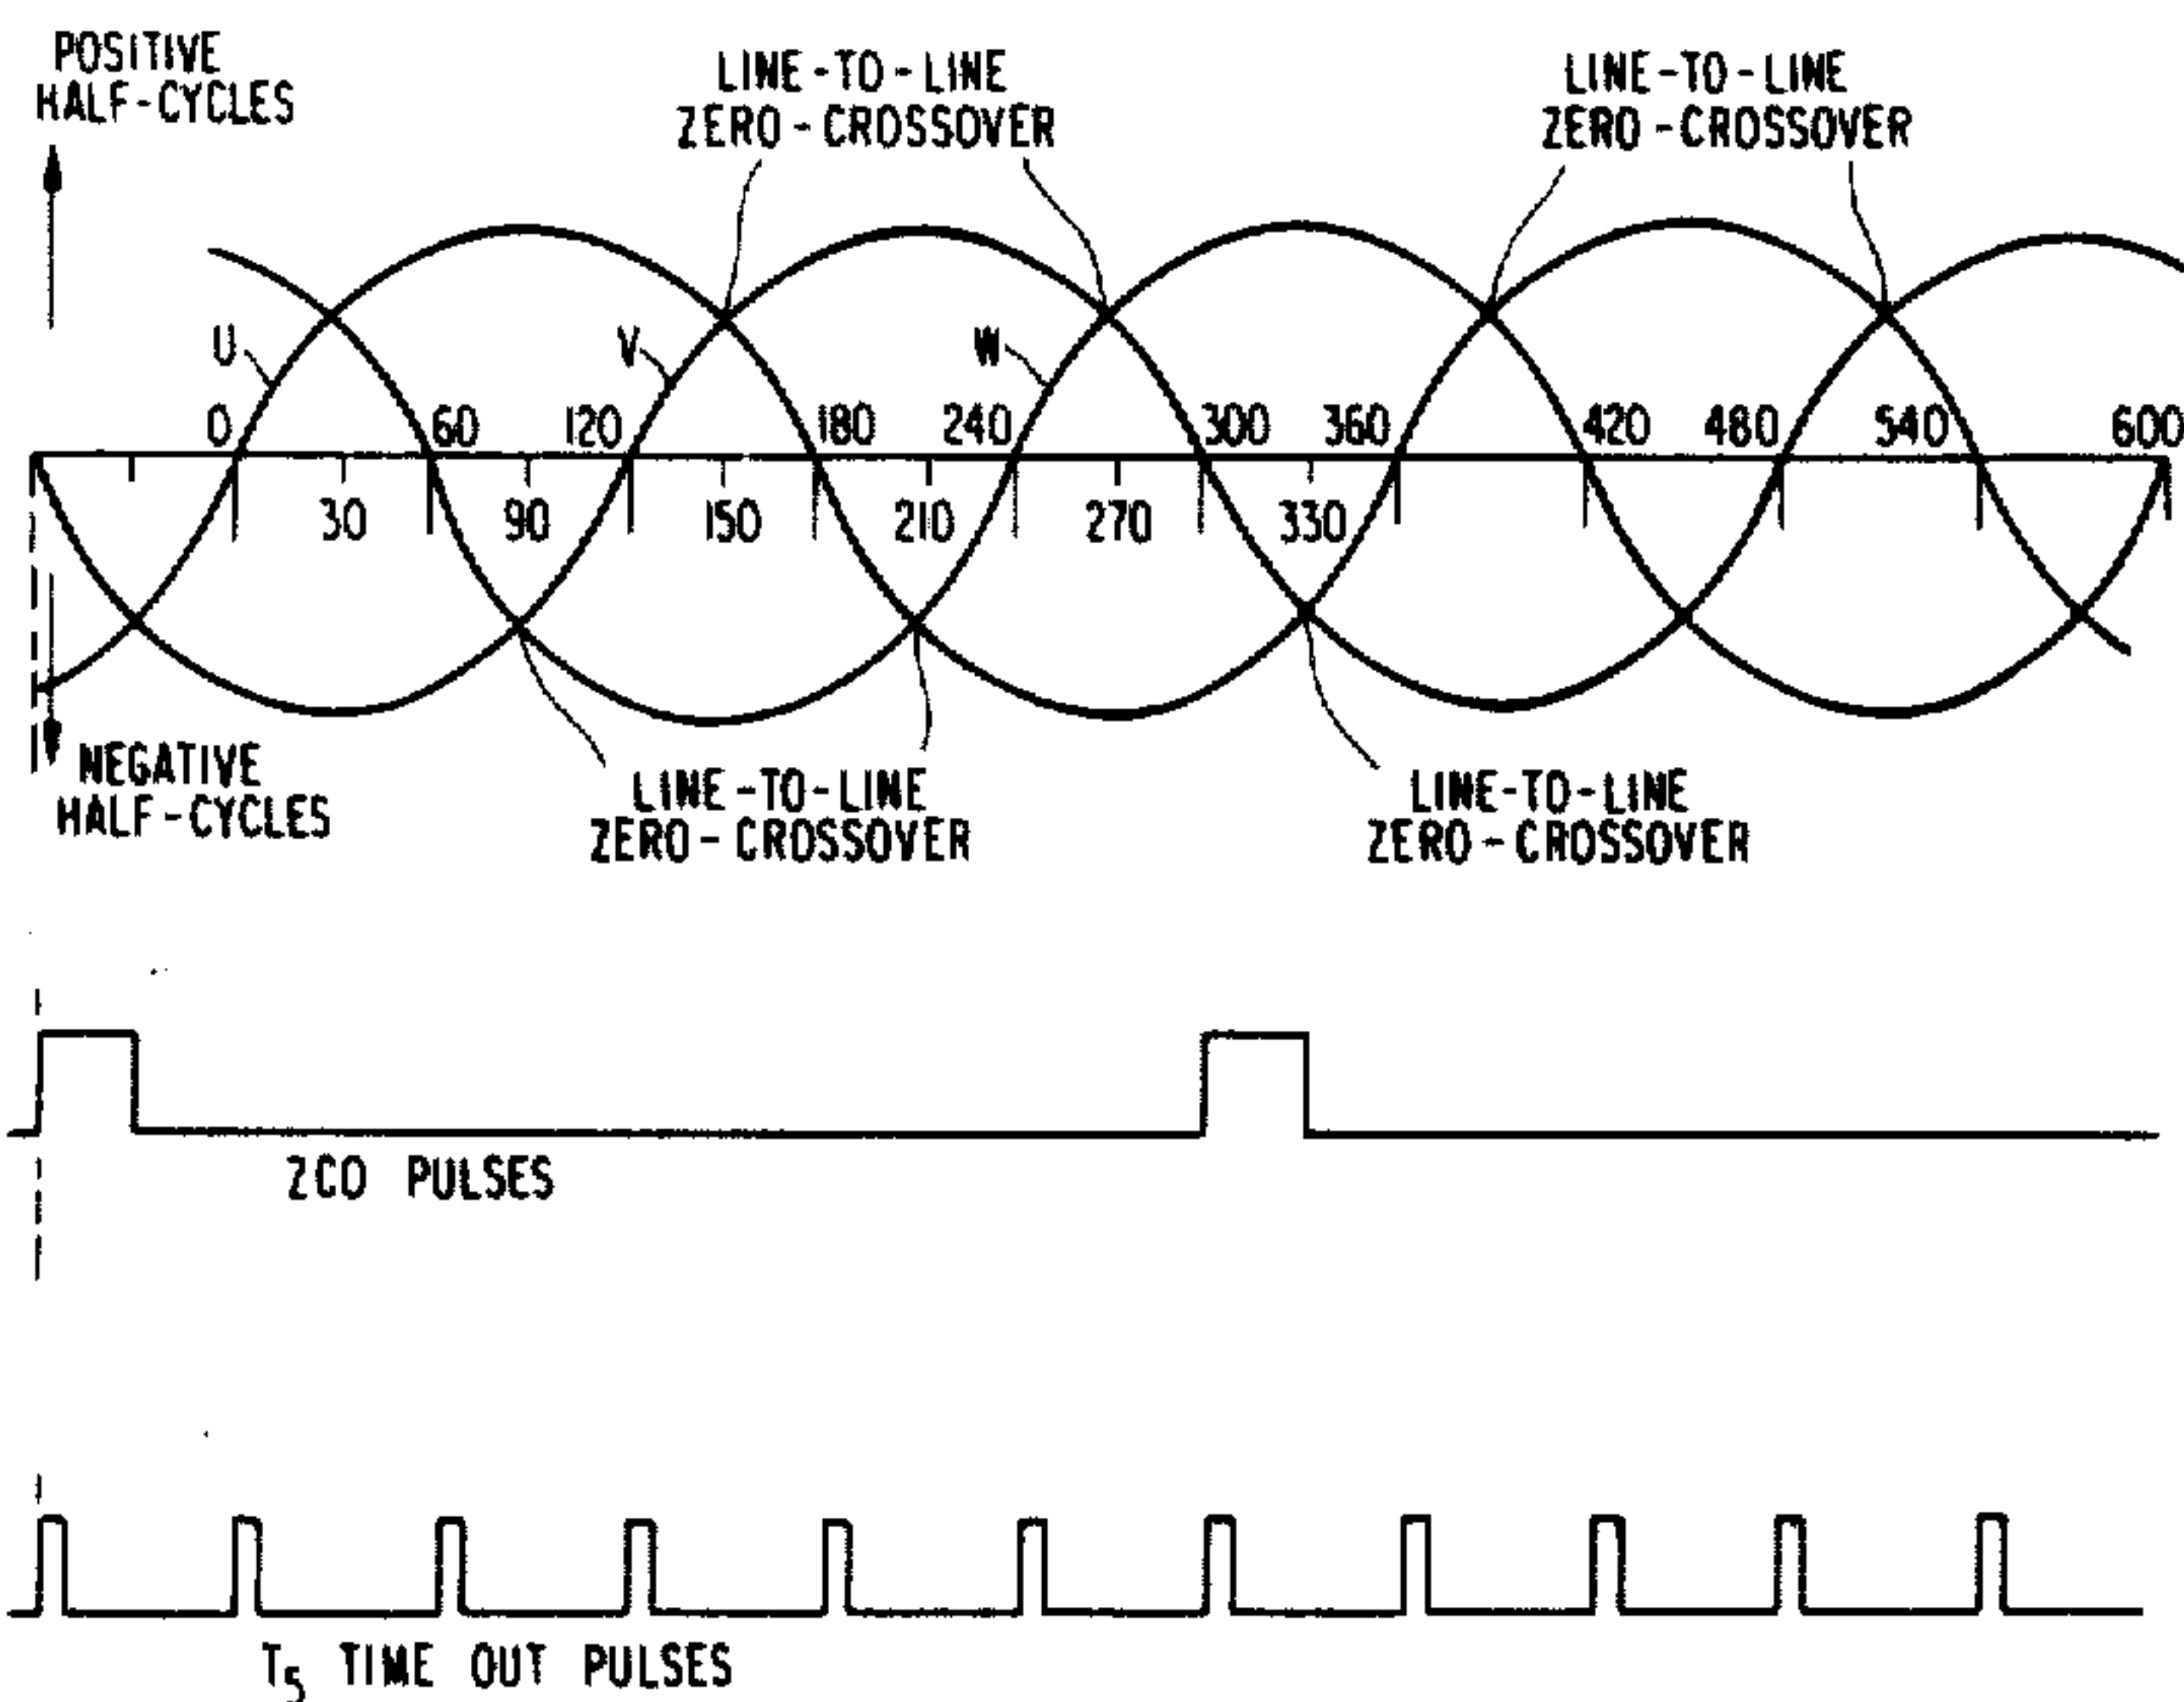 POSITIVE
HALF-CYCLES
LINE-TO-LINE
ZERO-CROSSOVER
LINE-TO-LINE
ZERO-CROSSOVER
U
V
W
0 60 120 180 240 300 360 420 480 540 600
30 90 150 210 270 330
NEGATIVE
HALF-CYCLES
LINE-TO-LINE
ZERO-CROSSOVER
LINE-TO-LINE
ZERO-CROSSOVER
ZCO PULSES
T5 TIME OUT PULSES